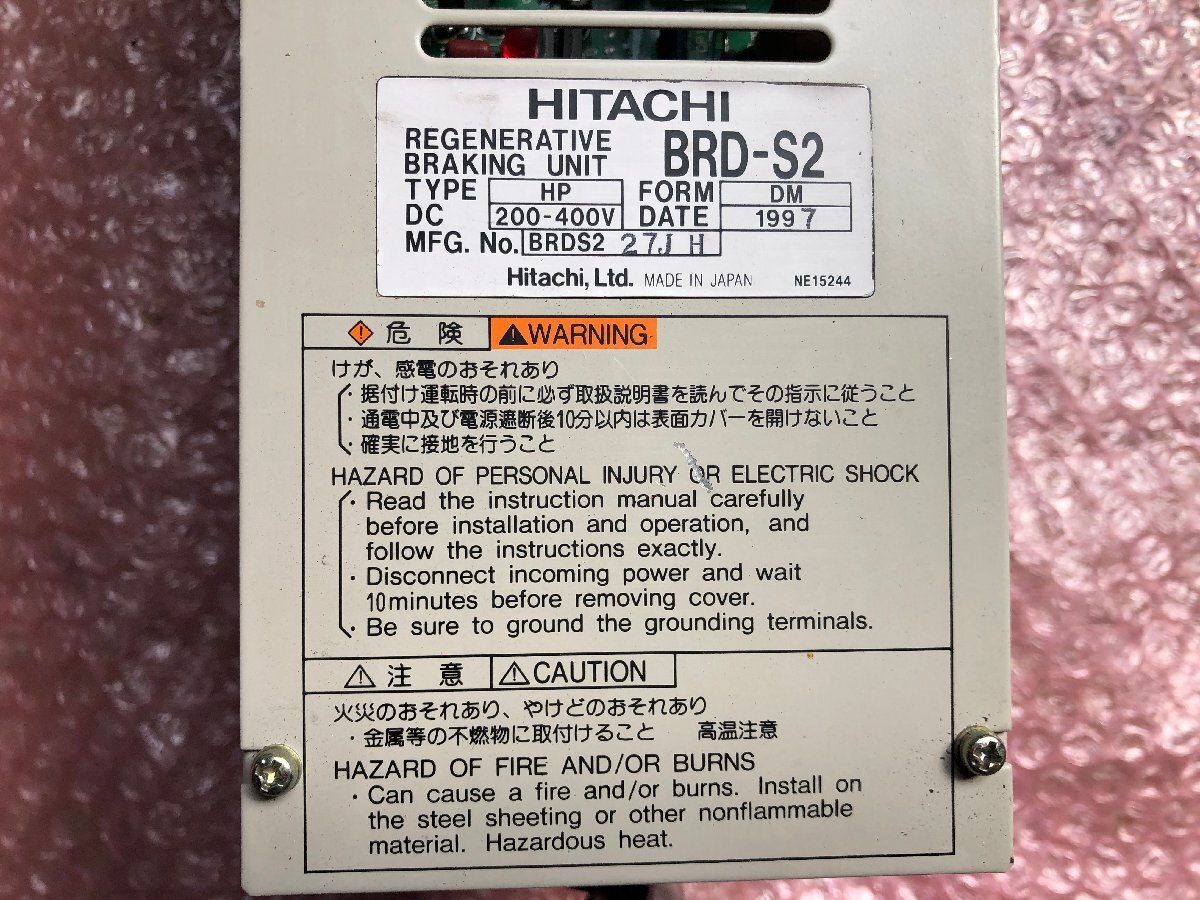 HITACHI
REGENERATIVE
BRAKING UNIT BRD-S2
TYPE HP FORM DM
DC 200-400V DATE 1997
MFG. No. BRDS2 27J H
Hitachi, Ltd. MADE IN JAPAN NE15244
危 険 WARNING
けが、感電のおそれあり
・据付け運転時の前に必ず取扱説明書を読んでその指示に従うこと
・通電中及び電源遮断後10分以内は表面カバーを開けないこと
・確実に接地を行うこと
HAZARD OF PERSONAL INJURY OR ELECTRIC SHOCK
・Read the instruction manual carefully
before installation and operation, and
follow the instructions exactly.
・Disconnect incoming power and wait
10minutes before removing cover.
・Be sure to ground the grounding terminals.
注 意 CAUTION
火災のおそれあり、やけどのおそれあり
・金属等の不燃物に取付けること 高温注意
HAZARD OF FIRE AND/OR BURNS
・Can cause a fire and/or burns. Install on
the steel sheeting or other nonflammable
material. Hazardous heat.